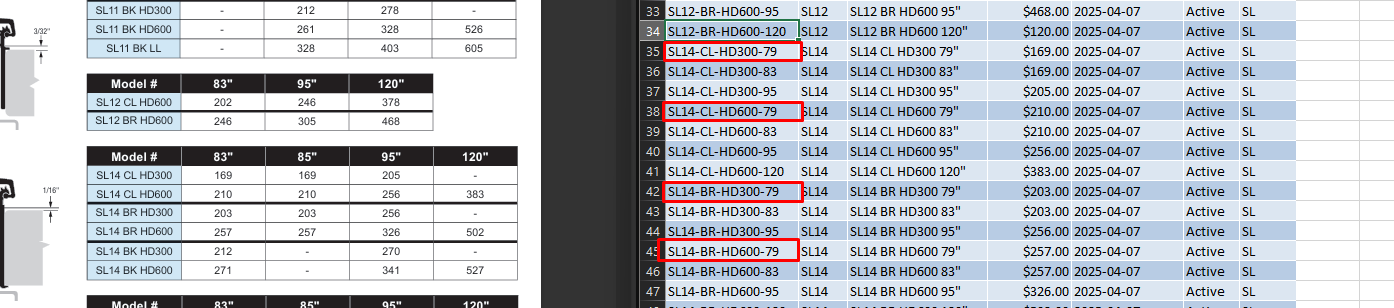 SL11 BK HD300 - 212 278 -
SL11 BK HD600 - 261 328 526
SL11 BK LL - 328 403 605
3/32"
Model # 83" 95" 120"
SL12 CL HD600 202 246 378
SL12 BR HD600 246 305 468
Model # 83" 85" 95" 120"
SL14 CL HD300 169 169 205 -
SL14 CL HD600 210 210 256 383
SL14 BR HD300 203 203 256 -
SL14 BR HD600 257 257 326 502
SL14 BK HD300 212 - 270 -
SL14 BK HD600 271 - 341 527
1/16"
Model # 83" 85" 95" 120"
33 SL12-BR-HD600-95 SL12 SL12 BR HD600 95" $468.00 2025-04-07 Active SL
34 SL12-BR-HD600-120 SL12 SL12 BR HD600 120" $120.00 2025-04-07 Active SL
35 SL14-CL-HD300-79 SL14 SL14 CL HD300 79" $169.00 2025-04-07 Active SL
36 SL14-CL-HD300-83 SL14 SL14 CL HD300 83" $169.00 2025-04-07 Active SL
37 SL14-CL-HD300-95 SL14 SL14 CL HD300 95" $205.00 2025-04-07 Active SL
38 SL14-CL-HD600-79 SL14 SL14 CL HD600 79" $210.00 2025-04-07 Active SL
39 SL14-CL-HD600-83 SL14 SL14 CL HD600 83" $210.00 2025-04-07 Active SL
40 SL14-CL-HD600-95 SL14 SL14 CL HD600 95" $256.00 2025-04-07 Active SL
41 SL14-CL-HD600-120 SL14 SL14 CL HD600 120" $383.00 2025-04-07 Active SL
42 SL14-BR-HD300-79 SL14 SL14 BR HD300 79" $203.00 2025-04-07 Active SL
43 SL14-BR-HD300-83 SL14 SL14 BR HD300 83" $203.00 2025-04-07 Active SL
44 SL14-BR-HD300-95 SL14 SL14 BR HD300 95" $256.00 2025-04-07 Active SL
45 SL14-BR-HD600-79 SL14 SL14 BR HD600 79" $257.00 2025-04-07 Active SL
46 SL14-BR-HD600-83 SL14 SL14 BR HD600 83" $257.00 2025-04-07 Active SL
47 SL14-BR-HD600-95 SL14 SL14 BR HD600 95" $326.00 2025-04-07 Active SL